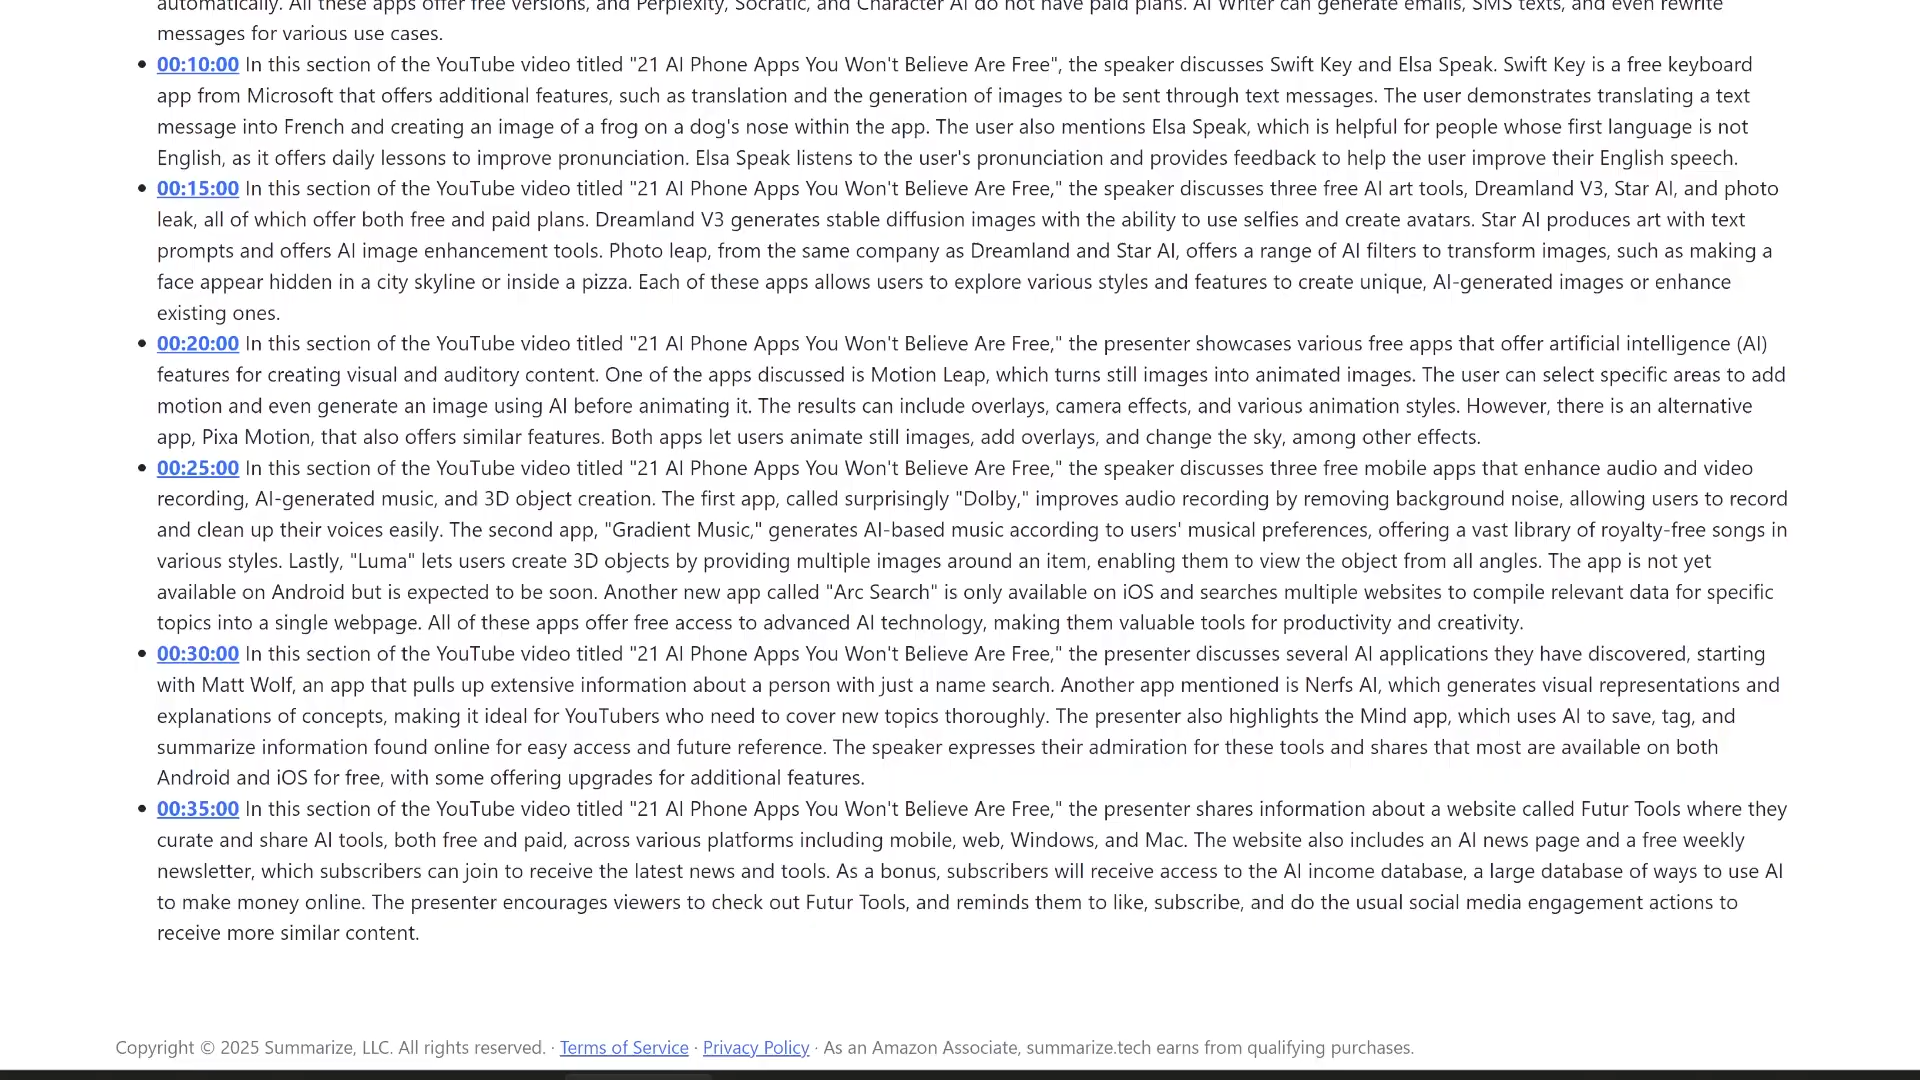 automatically. All these apps offer free versions, and Perplexity, Socratic, and Character AI do not have paid plans. AI Writer can generate emails, SMS texts, and even rewrite
messages for various use cases.
• 00:10:00 In this section of the YouTube video titled "21 AI Phone Apps You Won't Believe Are Free", the speaker discusses Swift Key and Elsa Speak. Swift Key is a free keyboard
app from Microsoft that offers additional features, such as translation and the generation of images to be sent through text messages. The user demonstrates translating a text
message into French and creating an image of a frog on a dog's nose within the app. The user also mentions Elsa Speak, which is helpful for people whose first language is not
English, as it offers daily lessons to improve pronunciation. Elsa Speak listens to the user's pronunciation and provides feedback to help the user improve their English speech.
• 00:15:00 In this section of the YouTube video titled "21 AI Phone Apps You Won't Believe Are Free," the speaker discusses three free AI art tools, Dreamland V3, Star AI, and photo
leak, all of which offer both free and paid plans. Dreamland V3 generates stable diffusion images with the ability to use selfies and create avatars. Star AI produces art with text
prompts and offers AI image enhancement tools. Photo leap, from the same company as Dreamland and Star AI, offers a range of AI filters to transform images, such as making a
face appear hidden in a city skyline or inside a pizza. Each of these apps allows users to explore various styles and features to create unique, AI-generated images or enhance
existing ones.
• 00:20:00 In this section of the YouTube video titled "21 AI Phone Apps You Won't Believe Are Free," the presenter showcases various free apps that offer artificial intelligence (AI)
features for creating visual and auditory content. One of the apps discussed is Motion Leap, which turns still images into animated images. The user can select specific areas to add
motion and even generate an image using AI before animating it. The results can include overlays, camera effects, and various animation styles. However, there is an alternative
app, Pixa Motion, that also offers similar features. Both apps let users animate still images, add overlays, and change the sky, among other effects.
• 00:25:00 In this section of the YouTube video titled "21 AI Phone Apps You Won't Believe Are Free," the speaker discusses three free mobile apps that enhance audio and video
recording, AI-generated music, and 3D object creation. The first app, called surprisingly "Dolby," improves audio recording by removing background noise, allowing users to record
and clean up their voices easily. The second app, "Gradient Music," generates AI-based music according to users' musical preferences, offering a vast library of royalty-free songs in
various styles. Lastly, "Luma" lets users create 3D objects by providing multiple images around an item, enabling them to view the object from all angles. The app is not yet
available on Android but is expected to be soon. Another new app called "Arc Search" is only available on iOS and searches multiple websites to compile relevant data for specific
topics into a single webpage. All of these apps offer free access to advanced AI technology, making them valuable tools for productivity and creativity.
• 00:30:00 In this section of the YouTube video titled "21 AI Phone Apps You Won't Believe Are Free," the presenter discusses several AI applications they have discovered, starting
with Matt Wolf, an app that pulls up extensive information about a person with just a name search. Another app mentioned is Nerfs AI, which generates visual representations and
explanations of concepts, making it ideal for YouTubers who need to cover new topics thoroughly. The presenter also highlights the Mind app, which uses AI to save, tag, and
summarize information found online for easy access and future reference. The speaker expresses their admiration for these tools and shares that most are available on both
Android and iOS for free, with some offering upgrades for additional features.
• 00:35:00 In this section of the YouTube video titled "21 AI Phone Apps You Won't Believe Are Free," the presenter shares information about a website called Futur Tools where they
curate and share AI tools, both free and paid, across various platforms including mobile, web, Windows, and Mac. The website also includes an AI news page and a free weekly
newsletter, which subscribers can join to receive the latest news and tools. As a bonus, subscribers will receive access to the AI income database, a large database of ways to use AI
to make money online. The presenter encourages viewers to check out Futur Tools, and reminds them to like, subscribe, and do the usual social media engagement actions to
receive more similar content.
Copyright © 2025 Summarize, LLC. All rights reserved. · Terms of Service · Privacy Policy · As an Amazon Associate, summarize.tech earns from qualifying purchases.